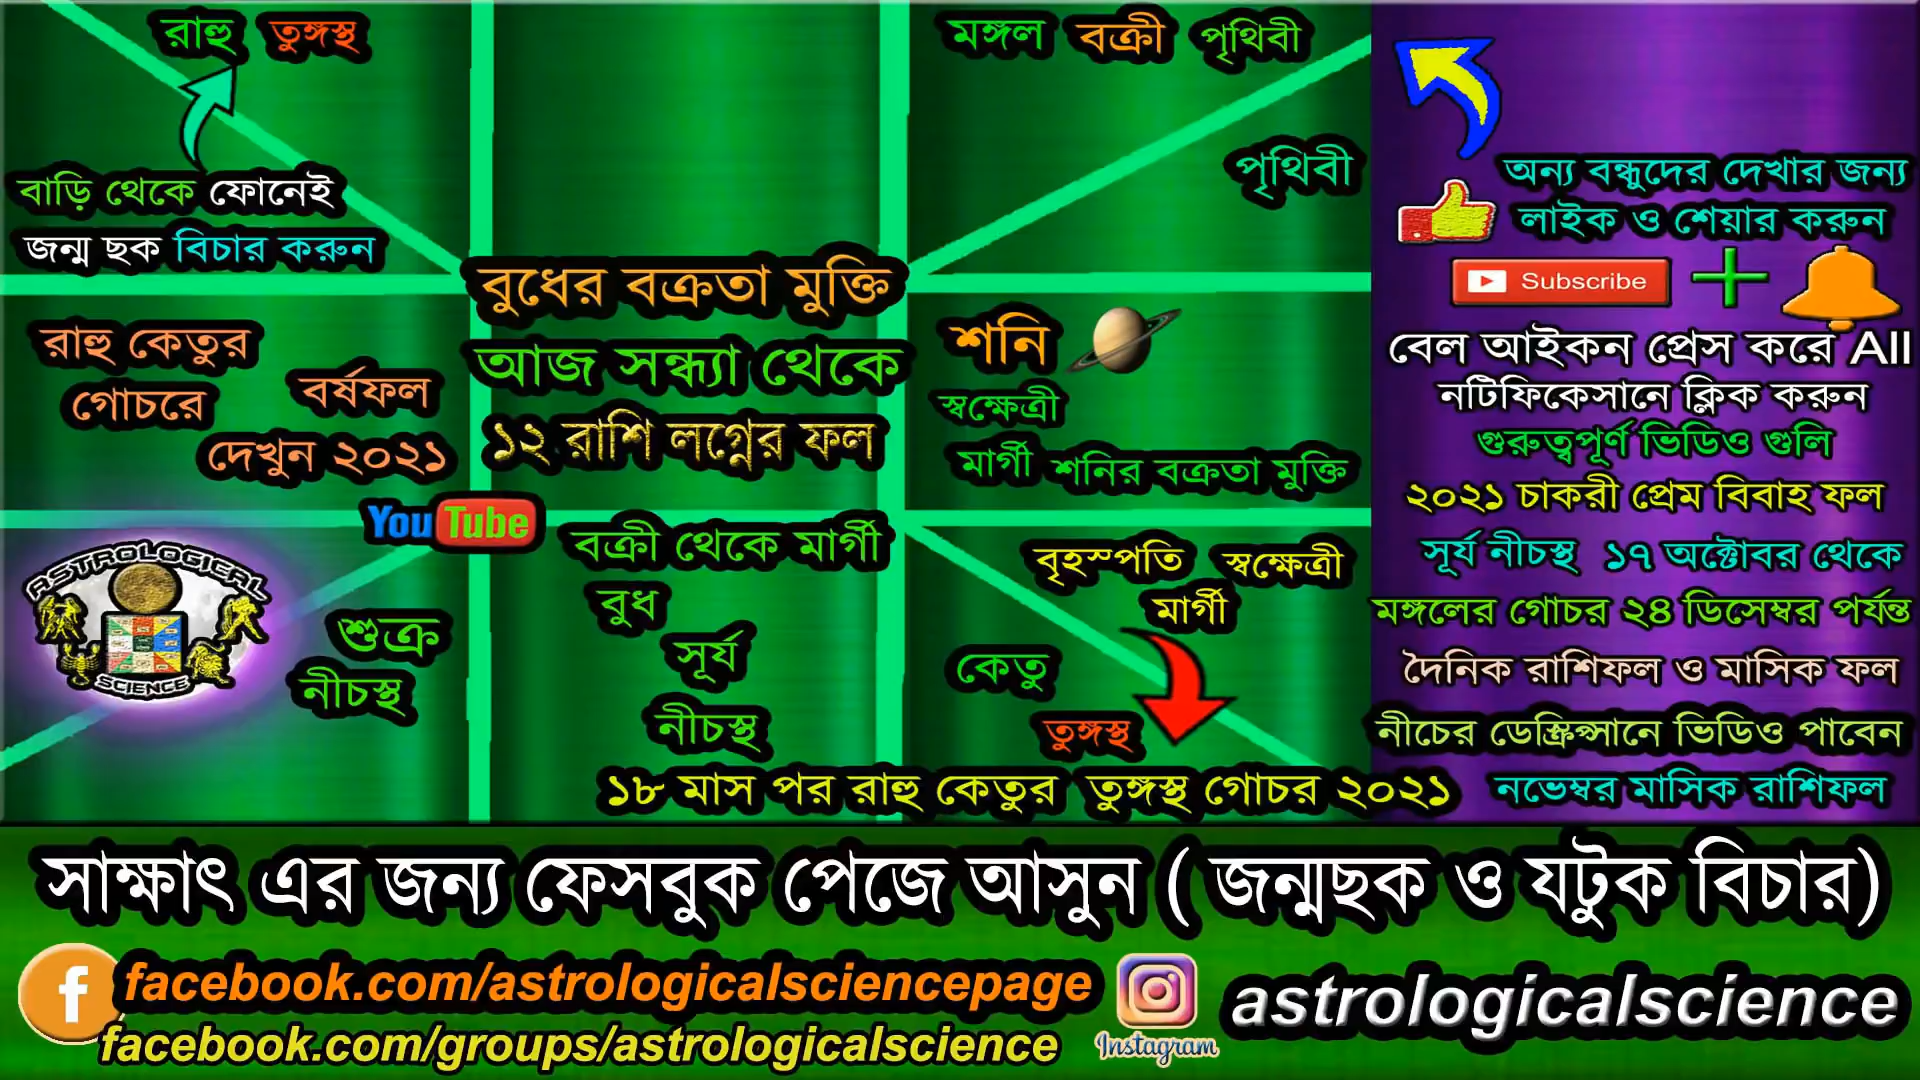 রাহু তুঙ্গস্থ
মঙ্গল বক্রী পৃথিবী
পৃথিবী
বাড়ি থেকে ফোনেই
জন্ম ছক বিচার করুন
রাহু কেতুর
গোচরে
বর্ষফল
দেখুন ২০২১
বুধের বক্রতা মুক্তি
আজ সন্ধ্যা থেকে
১২ রাশি লগ্নের ফল
শনি
স্বক্ষেত্রী
মার্গী শনির বক্রতা মুক্তি
YouTube
ASTROLOGICAL
SCIENCE
শুক্র
নীচস্থ
বক্রী থেকে মার্গী
বুধ
সূর্য
নীচস্থ
বৃহস্পতি স্বক্ষেত্রী
মার্গী
কেতু
তুঙ্গস্থ
১৮ মাস পর রাহু কেতুর তুঙ্গস্থ গোচর ২০২১
অন্য বন্ধুদের দেখার জন্য
লাইক ও শেয়ার করুন
Subscribe
বেল আইকন প্রেস করে All
নটিফিকেসানে ক্লিক করুন
গুরুত্বপূর্ণ ভিডিও গুলি
২০২১ চাকরী প্রেম বিবাহ ফল
সূর্য নীচস্থ ১৭ অক্টোবর থেকে
মঙ্গলের গোচর ২৪ ডিসেম্বর পর্যন্ত
দৈনিক রাশিফল ও মাসিক ফল
নীচের ডেস্ক্রিপ্সানে ভিডিও পাবেন
নভেম্বর মাসিক রাশিফল
সাক্ষাৎ এর জন্য ফেসবুক পেজে আসুন ( জন্মছক ও যটুক বিচার)
facebook.com/astrologicalsciencepage
facebook.com/groups/astrologicalscience
Instagram
astrologicalscience